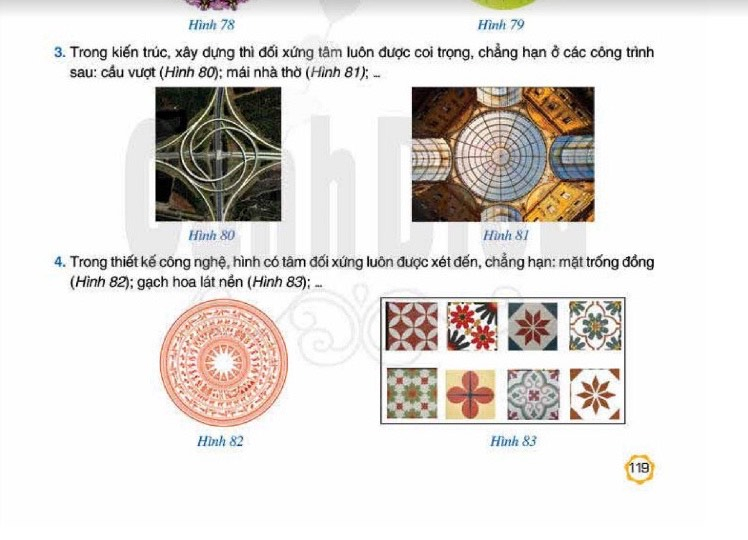 Hình 78
Hình 79
3. Trong kiến trúc, xây dựng thì đối xứng tâm luôn được coi trọng, chẳng hạn ở các công trình
sau: cầu vượt (Hình 80); mái nhà thờ (Hình 81); ...
Cánh Diều
Hình 80
Hình 81
4. Trong thiết kế công nghệ, hình có tâm đối xứng luôn được xét đến, chẳng hạn: mặt trống đồng
(Hình 82); gạch hoa lát nền (Hình 83); ...
Hình 82
Hình 83
119